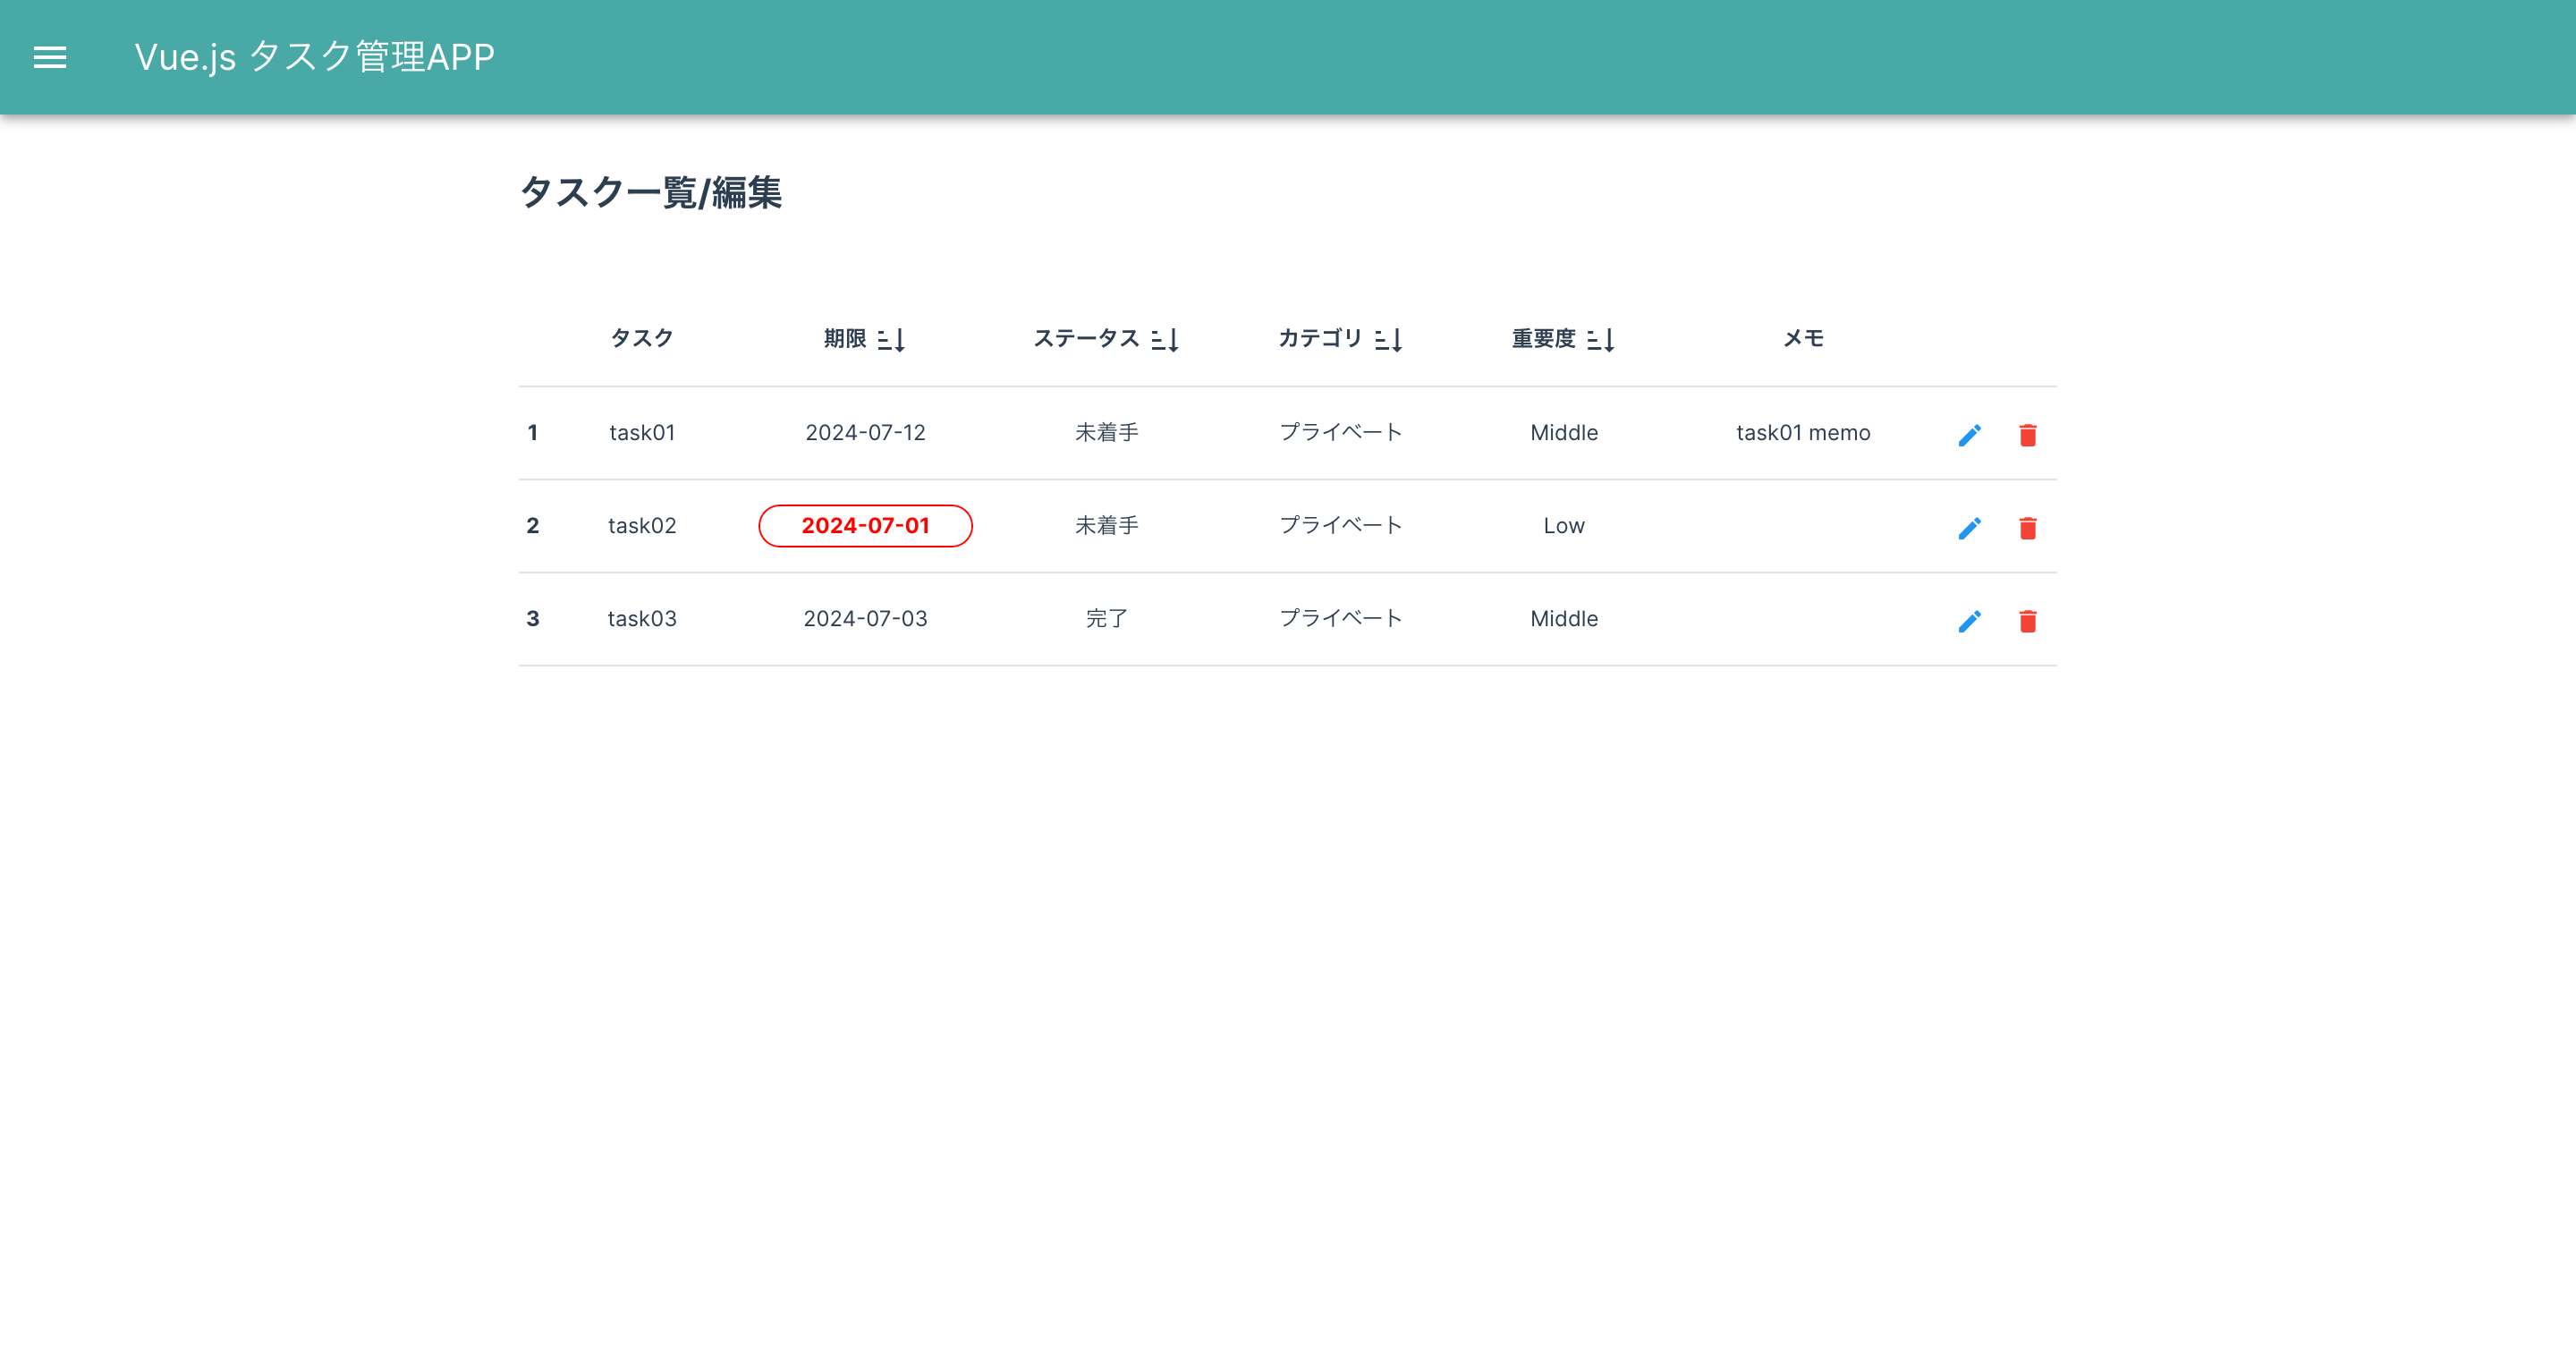 Vue.js タスク管理APP
タスク一覧/編集
タスク 期限 ステータス カテゴリ 重要度 メモ
1 task01 2024-07-12 未着手 プライベート Middle task01 memo
2 task02 2024-07-01 未着手 プライベート Low
3 task03 2024-07-03 完了 プライベート Middle